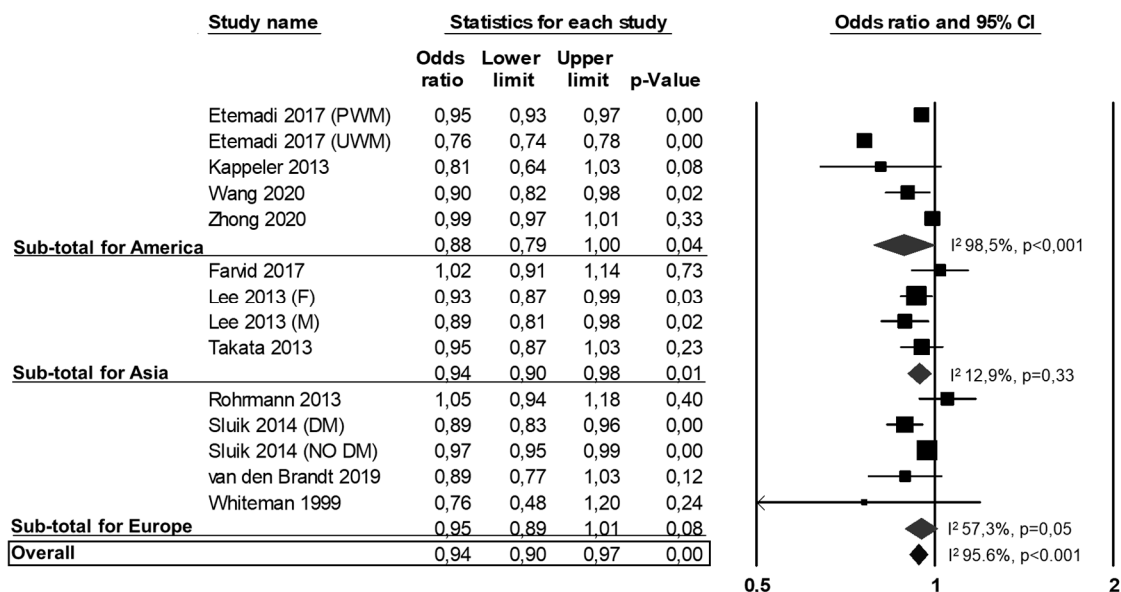 Study name Statistics for each study Odds ratio and 95% CI
Odds Lower Upper
ratio limit limit p-Value
Etemadi 2017 (PWM) 0,95 0,93 0,97 0,00
Etemadi 2017 (UWM) 0,76 0,74 0,78 0,00
Kappeler 2013 0,81 0,64 1,03 0,08
Wang 2020 0,90 0,82 0,98 0,02
Zhong 2020 0,99 0,97 1,01 0,33
Sub-total for America 0,88 0,79 1,00 0,04 I² 98,5%, p<0,001
Farvid 2017 1,02 0,91 1,14 0,73
Lee 2013 (F) 0,93 0,87 0,99 0,03
Lee 2013 (M) 0,89 0,81 0,98 0,02
Takata 2013 0,95 0,87 1,03 0,23
Sub-total for Asia 0,94 0,90 0,98 0,01 I² 12,9%, p=0,33
Rohrmann 2013 1,05 0,94 1,18 0,40
Sluik 2014 (DM) 0,89 0,83 0,96 0,00
Sluik 2014 (NO DM) 0,97 0,95 0,99 0,00
van den Brandt 2019 0,89 0,77 1,03 0,12
Whiteman 1999 0,76 0,48 1,20 0,24
Sub-total for Europe 0,95 0,89 1,01 0,08 I² 57,3%, p=0,05
Overall 0,94 0,90 0,97 0,00 I² 95.6%, p<0.001
0,5 1 2